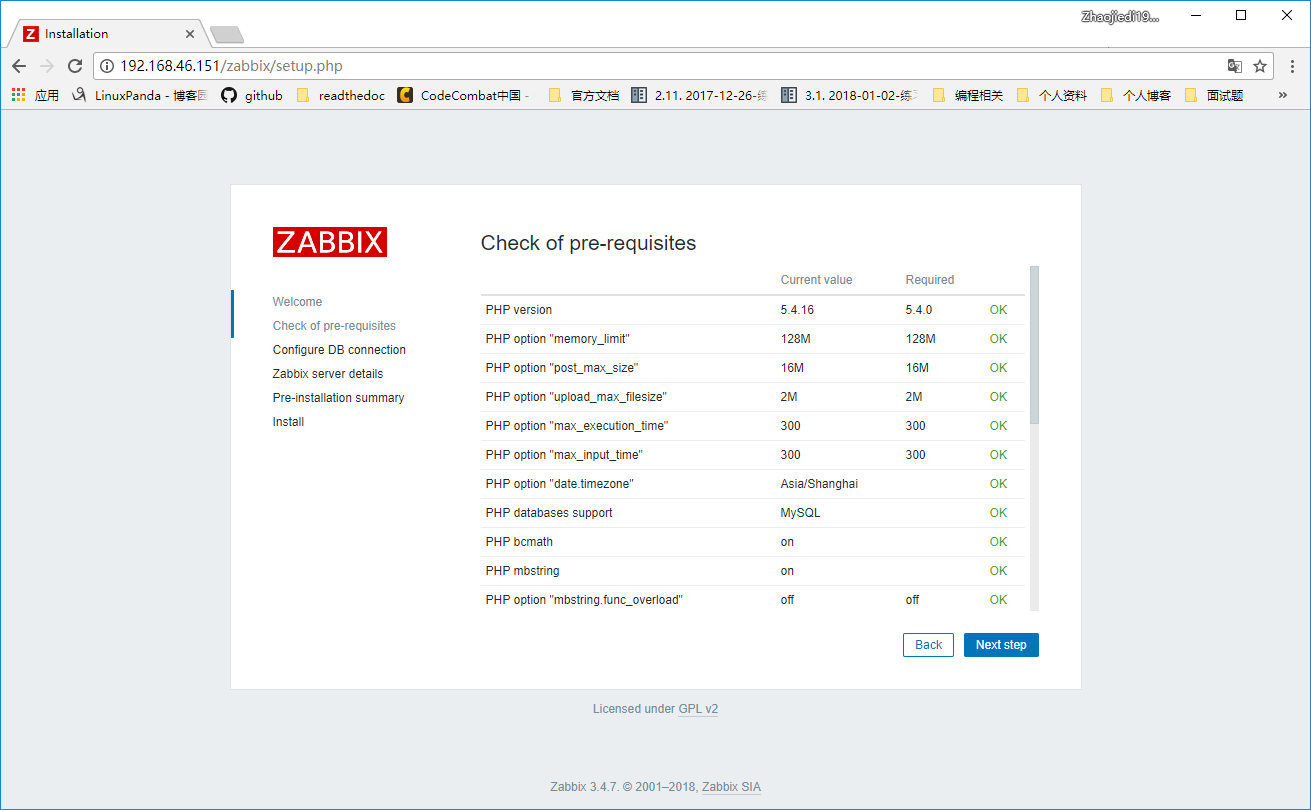 Zhaojiedi19...
Installation
192.168.46.151/zabbix/setup.php
应用 LinuxPanda - 博客园 github readthedoc CodeCombat中国 - 官方文档 2.11. 2017-12-26-练 3.1. 2018-01-02-练习 编程相关 个人资料 个人博客 面试题 »
ZABBIX
Welcome
Check of pre-requisites
Configure DB connection
Zabbix server details
Pre-installation summary
Install
Check of pre-requisites
Current value Required
PHP version 5.4.16 5.4.0 OK
PHP option "memory_limit" 128M 128M OK
PHP option "post_max_size" 16M 16M OK
PHP option "upload_max_filesize" 2M 2M OK
PHP option "max_execution_time" 300 300 OK
PHP option "max_input_time" 300 300 OK
PHP option "date.timezone" Asia/Shanghai OK
PHP databases support MySQL OK
PHP bcmath on OK
PHP mbstring on OK
PHP option "mbstring.func_overload" off off OK
Back Next step
Licensed under GPL v2
Zabbix 3.4.7. © 2001–2018, Zabbix SIA